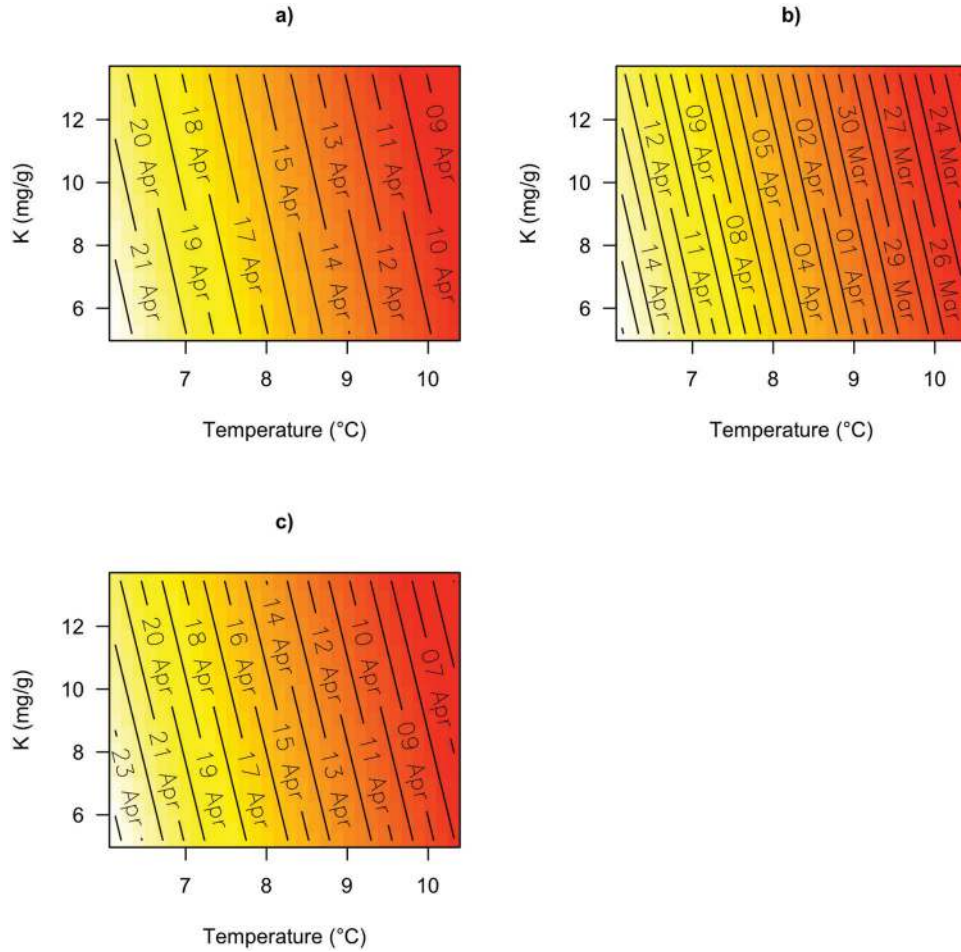 a)
K (mg/g)
12
10
8
6
20 Apr
18 Apr
15 Apr
13 Apr
11 Apr
09 Apr
21 Apr
19 Apr
17 Apr
14 Apr
12 Apr
10 Apr
7 8 9 10
Temperature (°C)
b)
K (mg/g)
12
10
8
6
12 Apr
09 Apr
05 Apr
02 Apr
30 Mar
27 Mar
24 Mar
14 Apr
11 Apr
08 Apr
04 Apr
01 Apr
29 Mar
26 Mar
7 8 9 10
Temperature (°C)
c)
K (mg/g)
12
10
8
6
20 Apr
18 Apr
16 Apr
14 Apr
12 Apr
10 Apr
07 Apr
23 Apr
21 Apr
19 Apr
17 Apr
15 Apr
13 Apr
11 Apr
09 Apr
7 8 9 10
Temperature (°C)